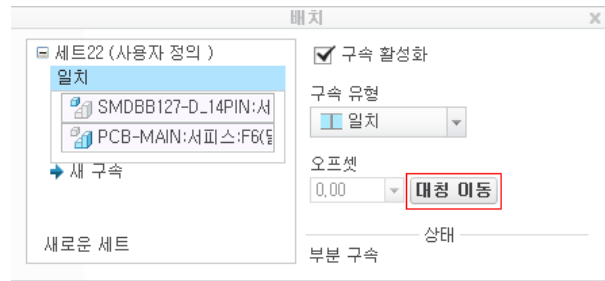 배치
세트22 (사용자 정의 )
일치
SMDBB127-D_14PIN:서
PCB-MAIN:서피스:F6(돌
새 구속
새로운 세트
구속 활성화
구속 유형
일치
오프셋
0,00
대칭 이동
상태
부분 구속